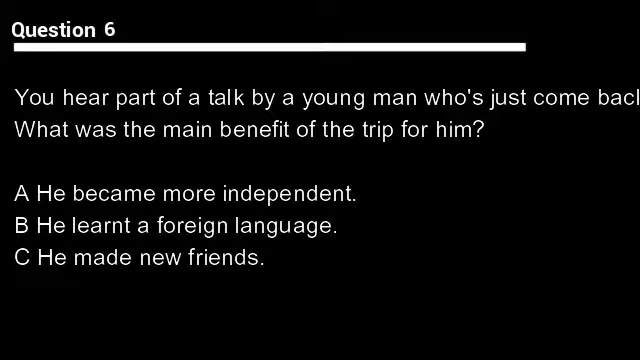 Question 6
You hear part of a talk by a young man who's just come
What was the main benefit of the trip for him?
A He became more independent.
B He learnt a foreign language.
C He made new friends.